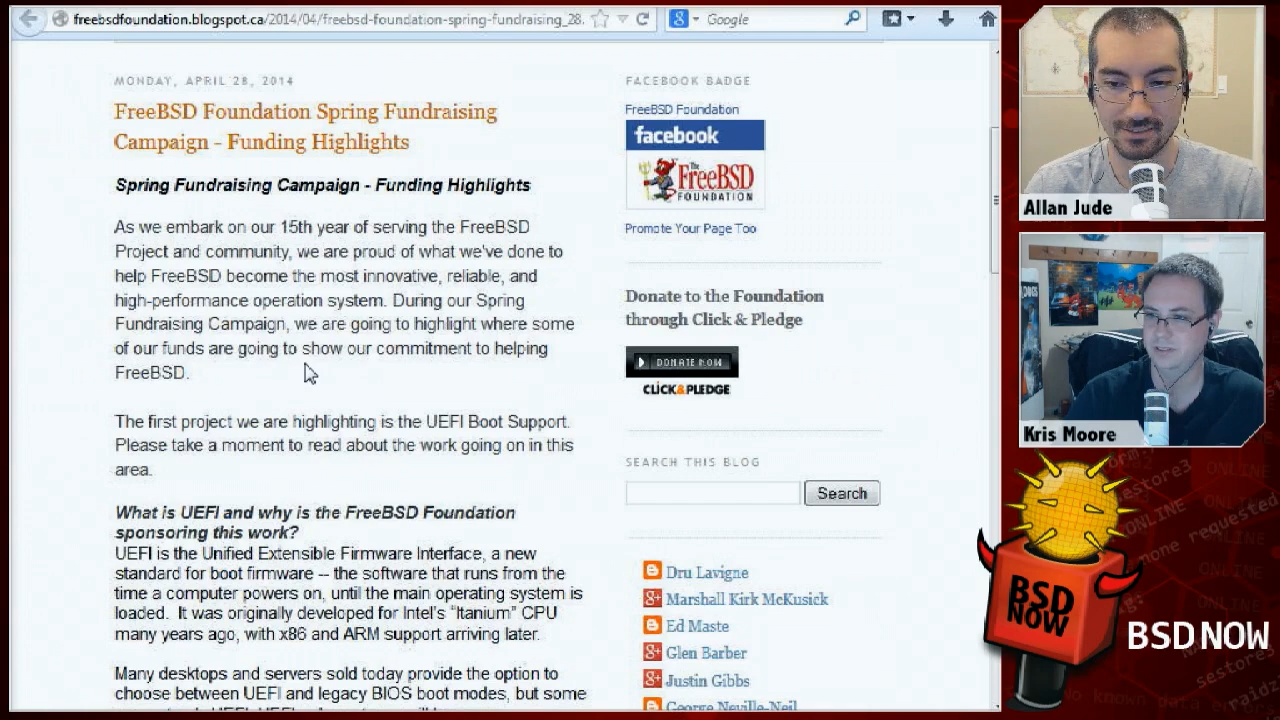 freebsdfoundation.blogspot.ca/2014/04/freebsd-foundation-spring-fundraising_28.
Google
MONDAY, APRIL 28, 2014
FreeBSD Foundation Spring Fundraising
Campaign - Funding Highlights
Spring Fundraising Campaign - Funding Highlights
As we embark on our 15th year of serving the FreeBSD
Project and community, we are proud of what we've done to
help FreeBSD become the most innovative, reliable, and
high-performance operation system. During our Spring
Fundraising Campaign, we are going to highlight where some
of our funds are going to show our commitment to helping
FreeBSD.
The first project we are highlighting is the UEFI Boot Support.
Please take a moment to read about the work going on in this
area.
What is UEFI and why is the FreeBSD Foundation
sponsoring this work?
UEFI is the Unified Extensible Firmware Interface, a new
standard for boot firmware -- the software that runs from the
time a computer powers on, until the main operating system is
loaded. It was originally developed for Intel's "Itanium" CPU
many years ago, with x86 and ARM support arriving later.
Many desktops and servers sold today provide the option to
choose between UEFI and legacy BIOS boot modes, but some
FACEBOOK BADGE
FreeBSD Foundation
facebook
The FreeBSD
FOUNDATION
Promote Your Page Too
Donate to the Foundation
through Click & Pledge
DONATE NOW
CLICK&PLEDGE
SEARCH THIS BLOG
Search
Dru Lavigne
Marshall Kirk McKusick
Ed Maste
Glen Barber
Justin Gibbs
George Neville-Neil
Allan Jude
Kris Moore
BSD
NOW
BSD NOW